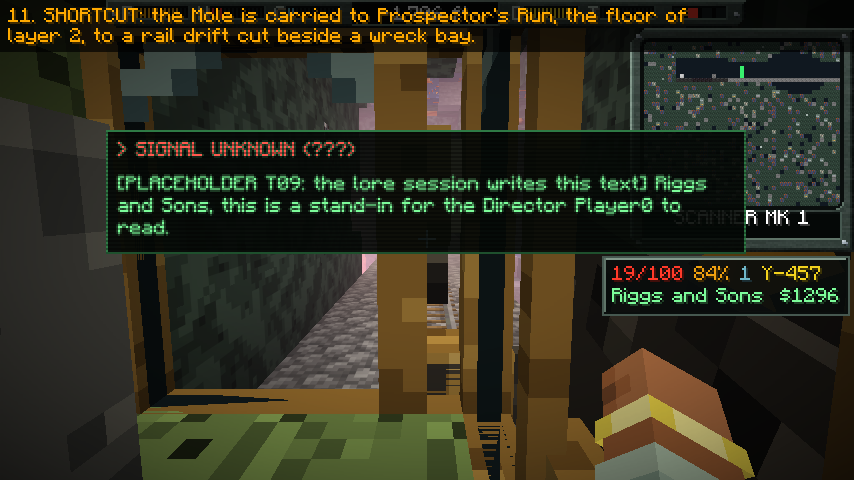 11. SHORTCUT: the Mole is carried to Prospector's Run, the floor of
layer 2, to a rail drift cut beside a wreck bay.
> SIGNAL UNKNOWN (???)
[PLACEHOLDER T09: the lore session writes this text] Riggs
and Sons, this is a stand-in for the Director Player0 to
read.
SCANNER MK 1
19/100 84% 1 Y-457
Riggs and Sons $1296